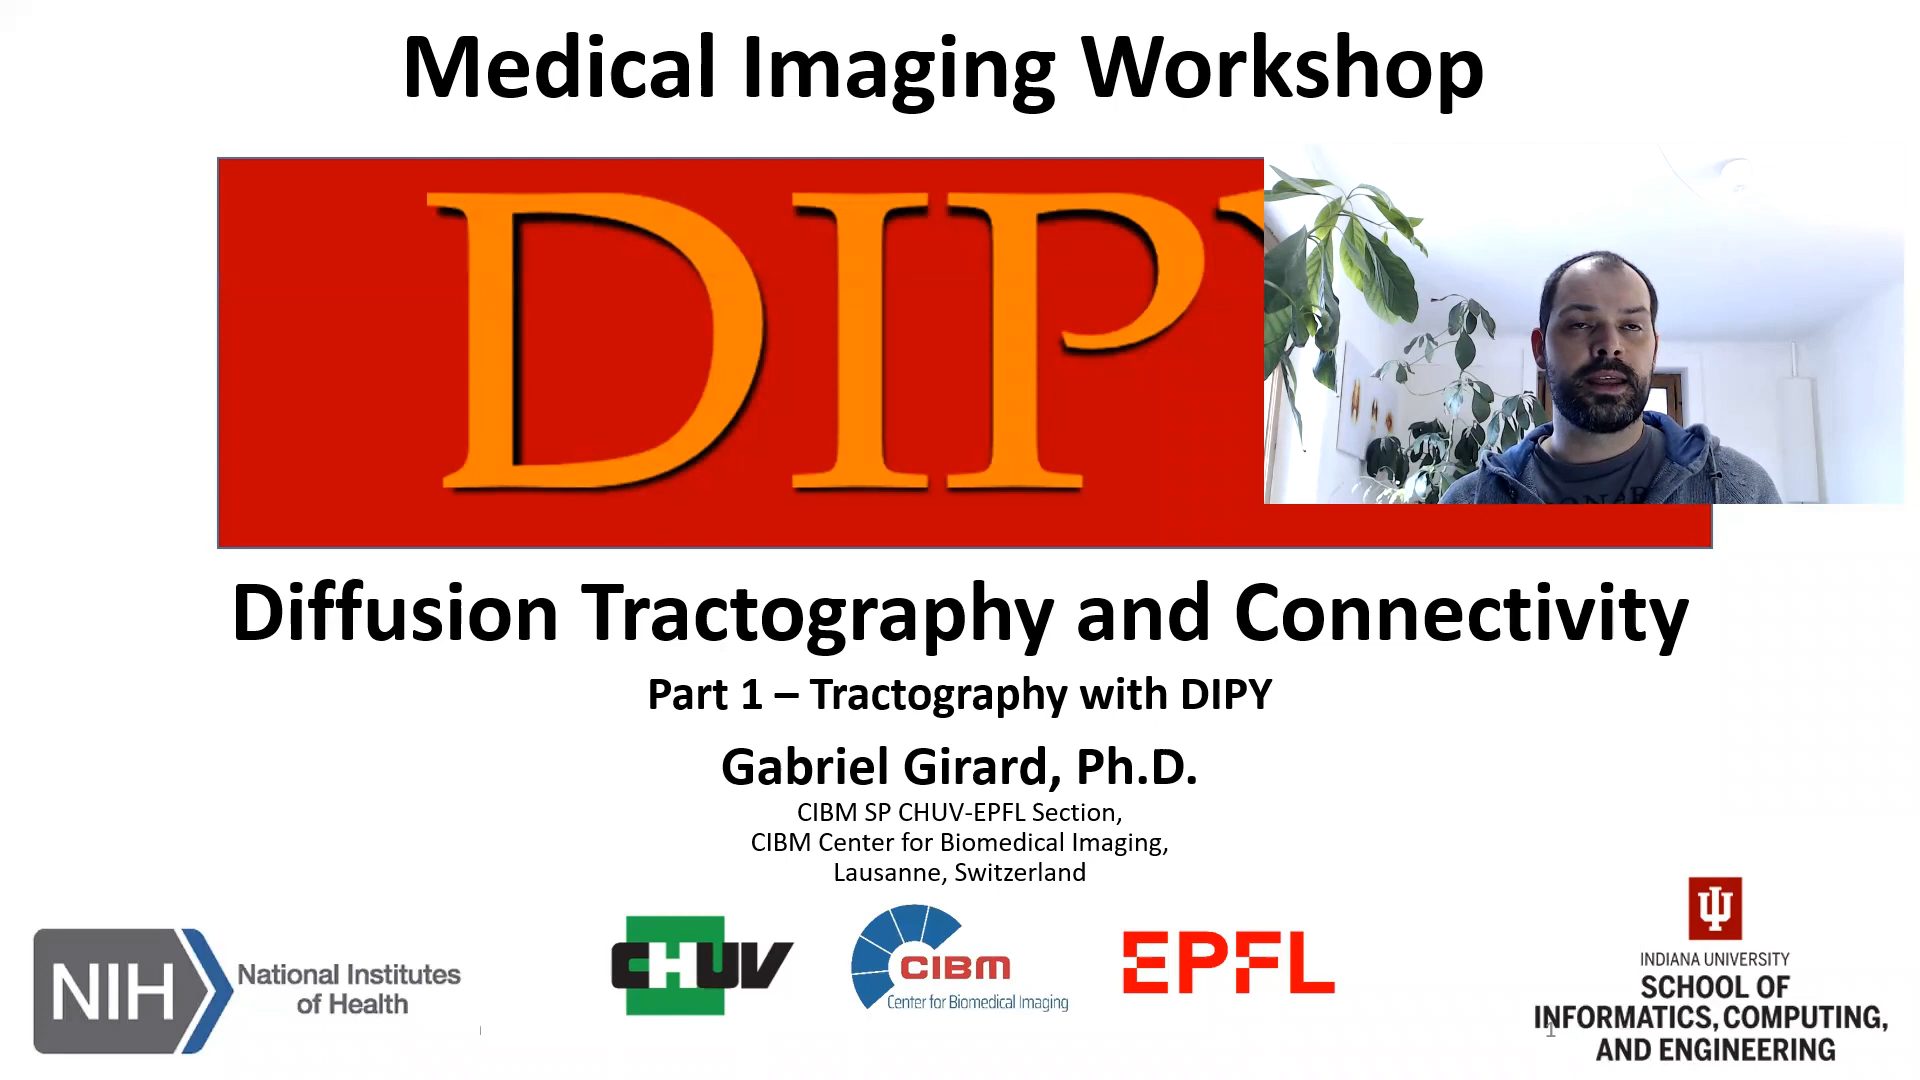 Medical Imaging Workshop
DIP
Diffusion Tractography and Connectivity
Part 1 – Tractography with DIPY
Gabriel Girard, Ph.D.
CIBM SP CHUV-EPFL Section,
CIBM Center for Biomedical Imaging,
Lausanne, Switzerland
NIH National Institutes
of Health
CHUV
CIBM
Center for Biomedical Imaging
EPFL
INDIANA UNIVERSITY
SCHOOL OF
INFORMATICS, COMPUTING,
AND ENGINEERING
1